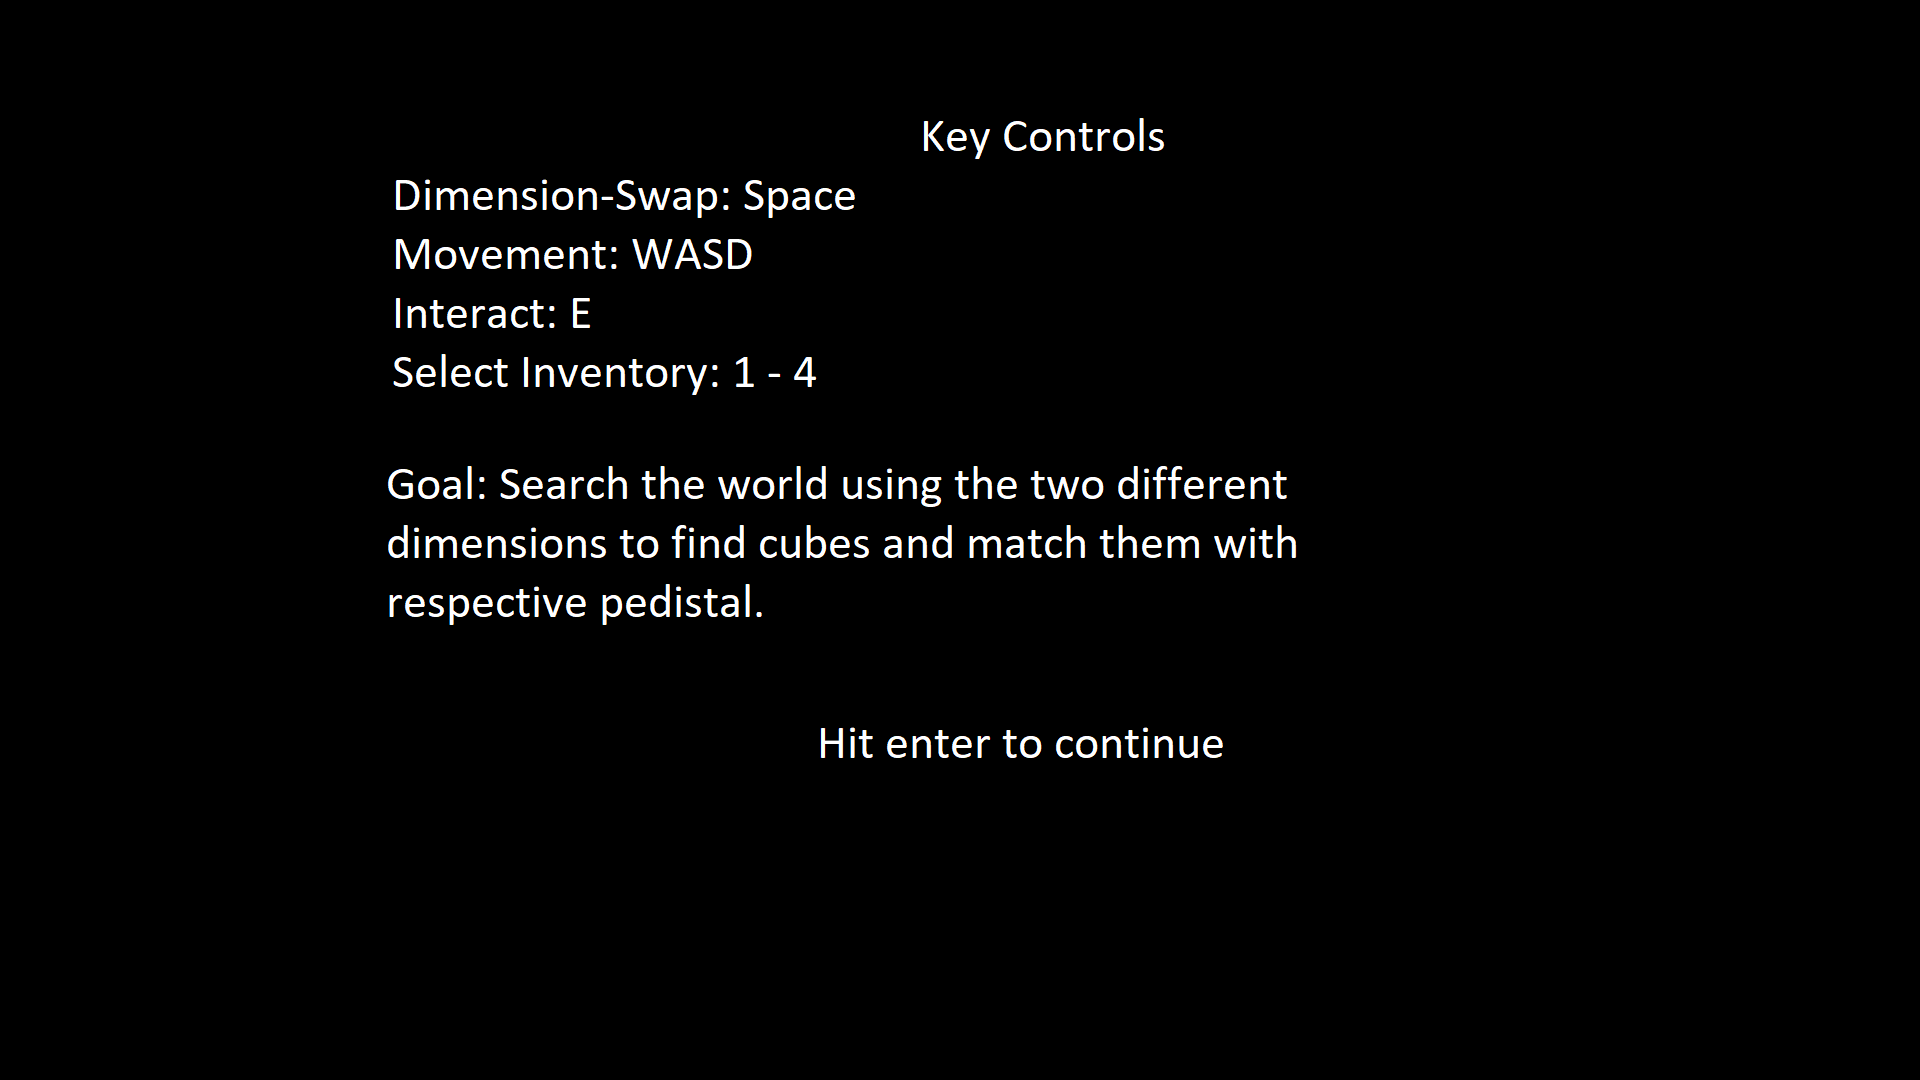 Key Controls
Dimension-Swap: Space
Movement: WASD
Interact: E
Select Inventory: 1 - 4
Goal: Search the world using the two different
dimensions to find cubes and match them with
respective pedistal.
Hit enter to continue